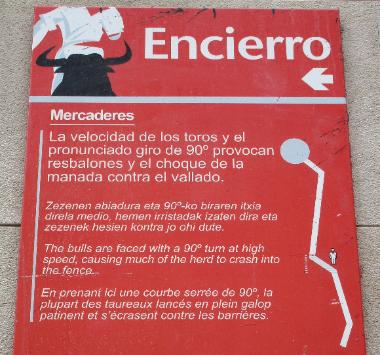 Encierro
Mercaderes
La velocidad de los toros y el
pronunciado giro de 90º provocan
resbalones y el choque de la
manada contra el vallado.
Zezenen abiadura eta 90º-ko biraren itxia
direla medio, hemen irristadak izaten dira eta
zezenek hesien kontra jo ohi dute.
The bulls are faced with a 90º turn at high
speed, causing much of the herd to crash into
the fence.
En prenant ici une courbe serrée de 90º, la
plupart des taureaux lancés en plein galop
patinent et s'écrasent contre les barrières.